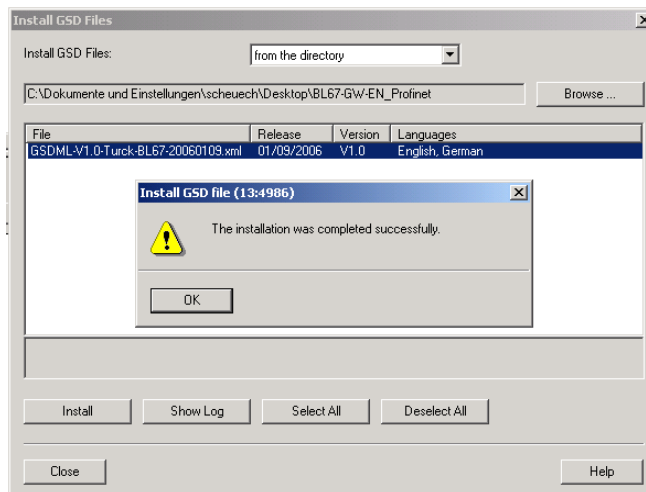 Install GSD Files
Install GSD Files:
from the directory
C:\Dokumente und Einstellungen\scheuech\Desktop\BL67-GW-EN_Profinet
Browse ...
File Release Version Languages
GSDML-V1.0-Turck-BL67-20060109.xml 01/09/2006 V1.0 English, German
Install GSD file (13:4986)
The installation was completed successfully.
OK
Install Show Log Select All Deselect All
Close Help